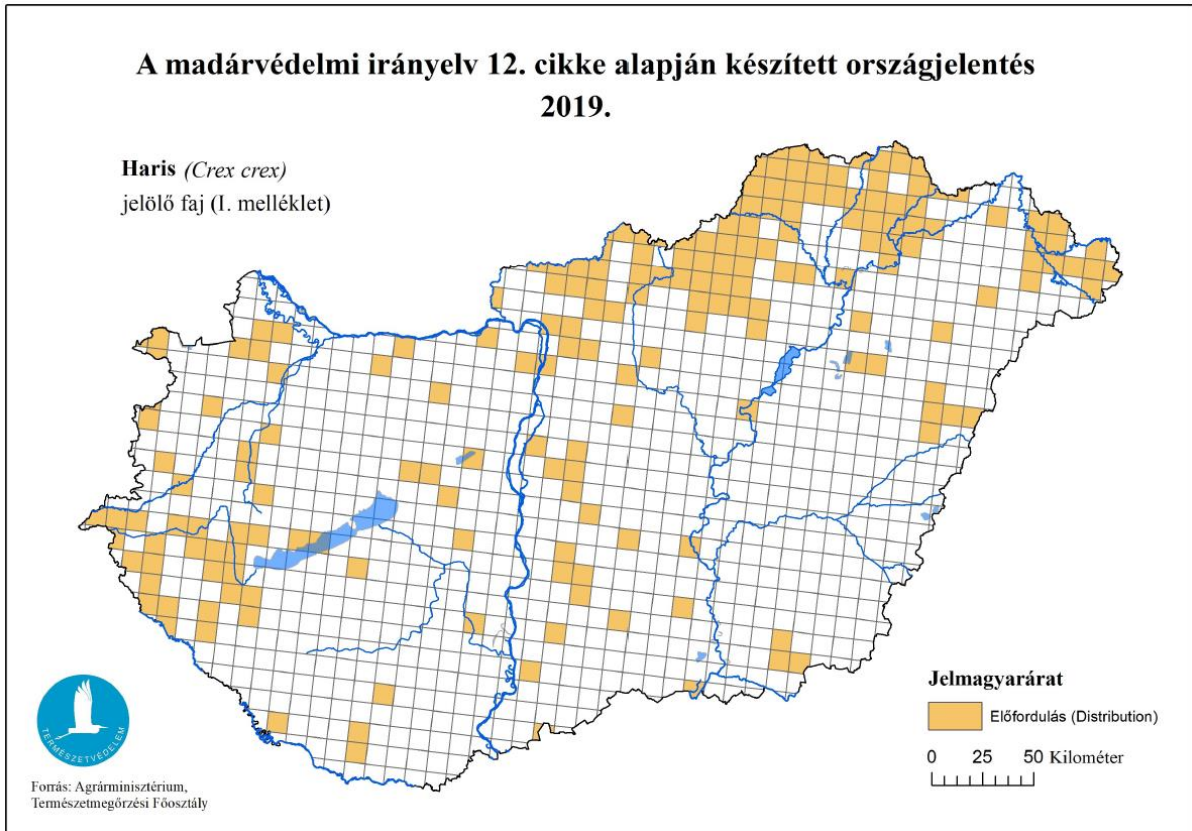 A madárvédelmi irányelv 12. cikke alapján készített országjelentés
2019.
Haris (Crex crex)
jelölő faj (I. melléklet)
Jelmagyarárat
Előfordulás (Distribution)
0 25 50 Kilométer
TERMÉSZETVÉDELEM
Forrás: Agrárminisztérium,
Természetmegőrzési Főosztály